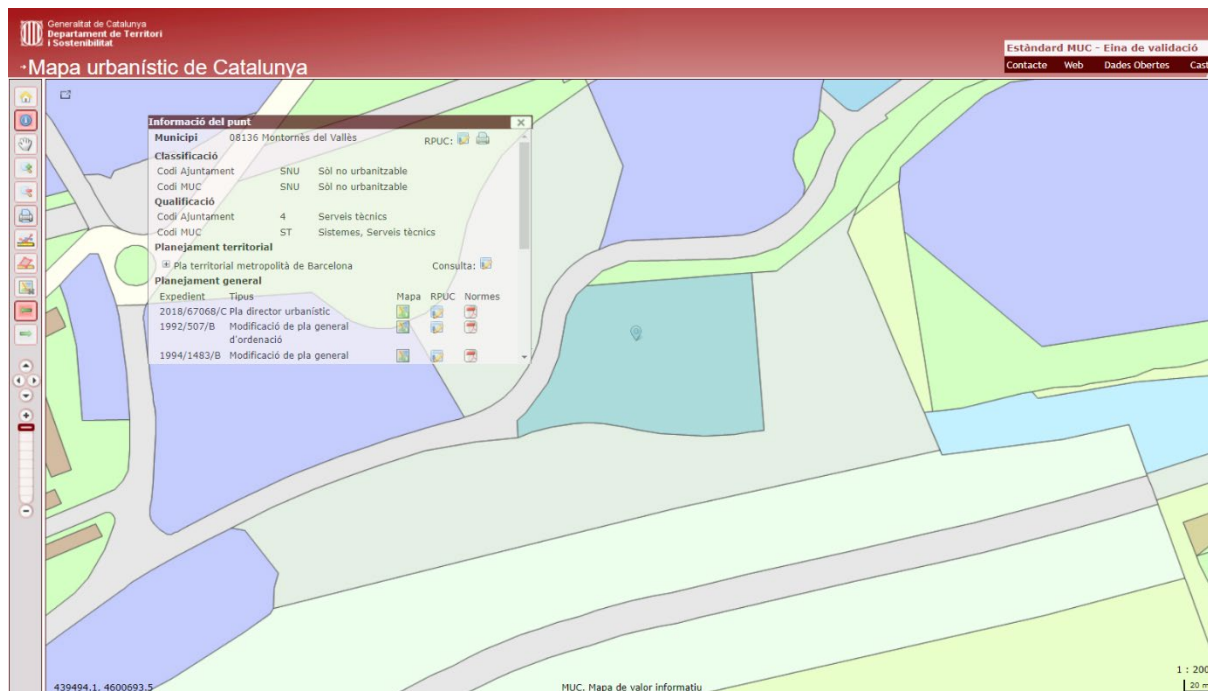 Generalitat de Catalunya
Departament de Territori
i Sostenibilitat
Mapa urbanístic de Catalunya
Estàndard MUC - Eina de validació
Contacte Web Dades Obertes Cast
Informació del punt
Municipi 08136 Montornès del Vallès RPUC:
Classificació
Codi Ajuntament SNU Sòl no urbanitzable
Codi MUC SNU Sòl no urbanitzable
Qualificació
Codi Ajuntament 4 Serveis tècnics
Codi MUC ST Sistemes, Serveis tècnics
Planejament territorial
Pla territorial metropolità de Barcelona Consulta:
Planejament general
Expedient Tipus Mapa RPUC Normes
2018/67068/C Pla director urbanístic
1992/507/B Modificació de pla general
d'ordenació
1994/1483/B Modificació de pla general
439494.1, 4600693.5
MUC. Mapa de valor informatiu
1 : 200
20 m